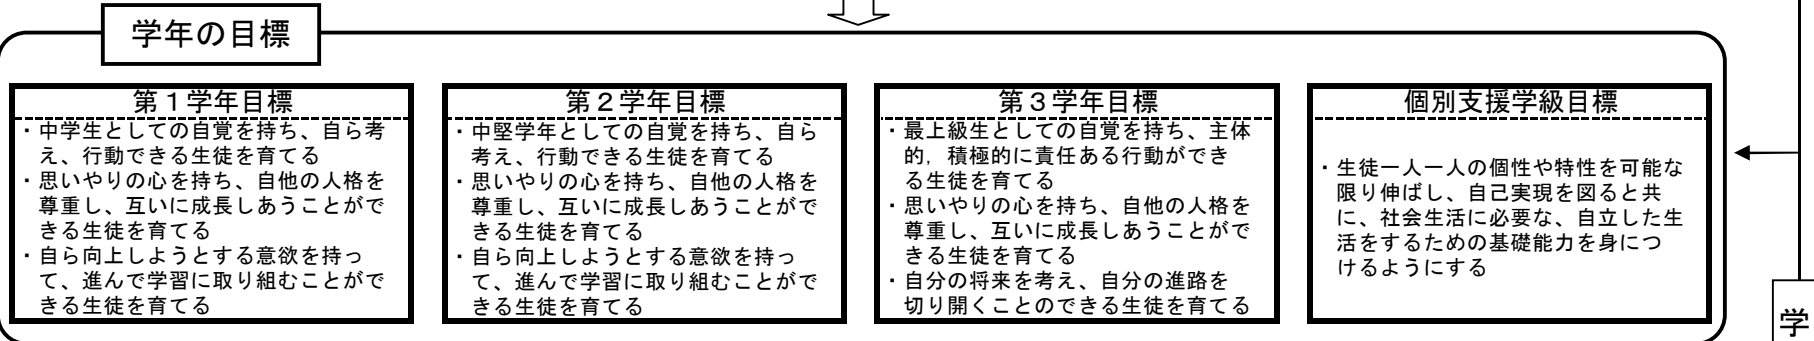 学年の目標
第１学年目標
・中学生としての自覚を持ち、自ら考
え、行動できる生徒を育てる
・思いやりの心を持ち、自他の人格を
尊重し、互いに成長しあうことがで
きる生徒を育てる
・自ら向上しようとする意欲を持っ
て、進んで学習に取り組むことがで
きる生徒を育てる
第２学年目標
・中堅学年としての自覚を持ち、自ら
考え、行動できる生徒を育てる
・思いやりの心を持ち、自他の人格を
尊重し、互いに成長しあうことがで
きる生徒を育てる
・自ら向上しようとする意欲を持っ
て、進んで学習に取り組むことがで
きる生徒を育てる
第３学年目標
・最上級生としての自覚を持ち、主体
的，積極的に責任ある行動ができ
る生徒を育てる
・思いやりの心を持ち、自他の人格を
尊重し、互いに成長しあうことがで
きる生徒を育てる
・自分の将来を考え、自分の進路を
切り開くことのできる生徒を育てる
個別支援学級目標
・生徒一人一人の個性や特性を可能な
限り伸ばし、自己実現を図ると共
に、社会生活に必要な、自立した生
活をするための基礎能力を身につ
けるようにする
学